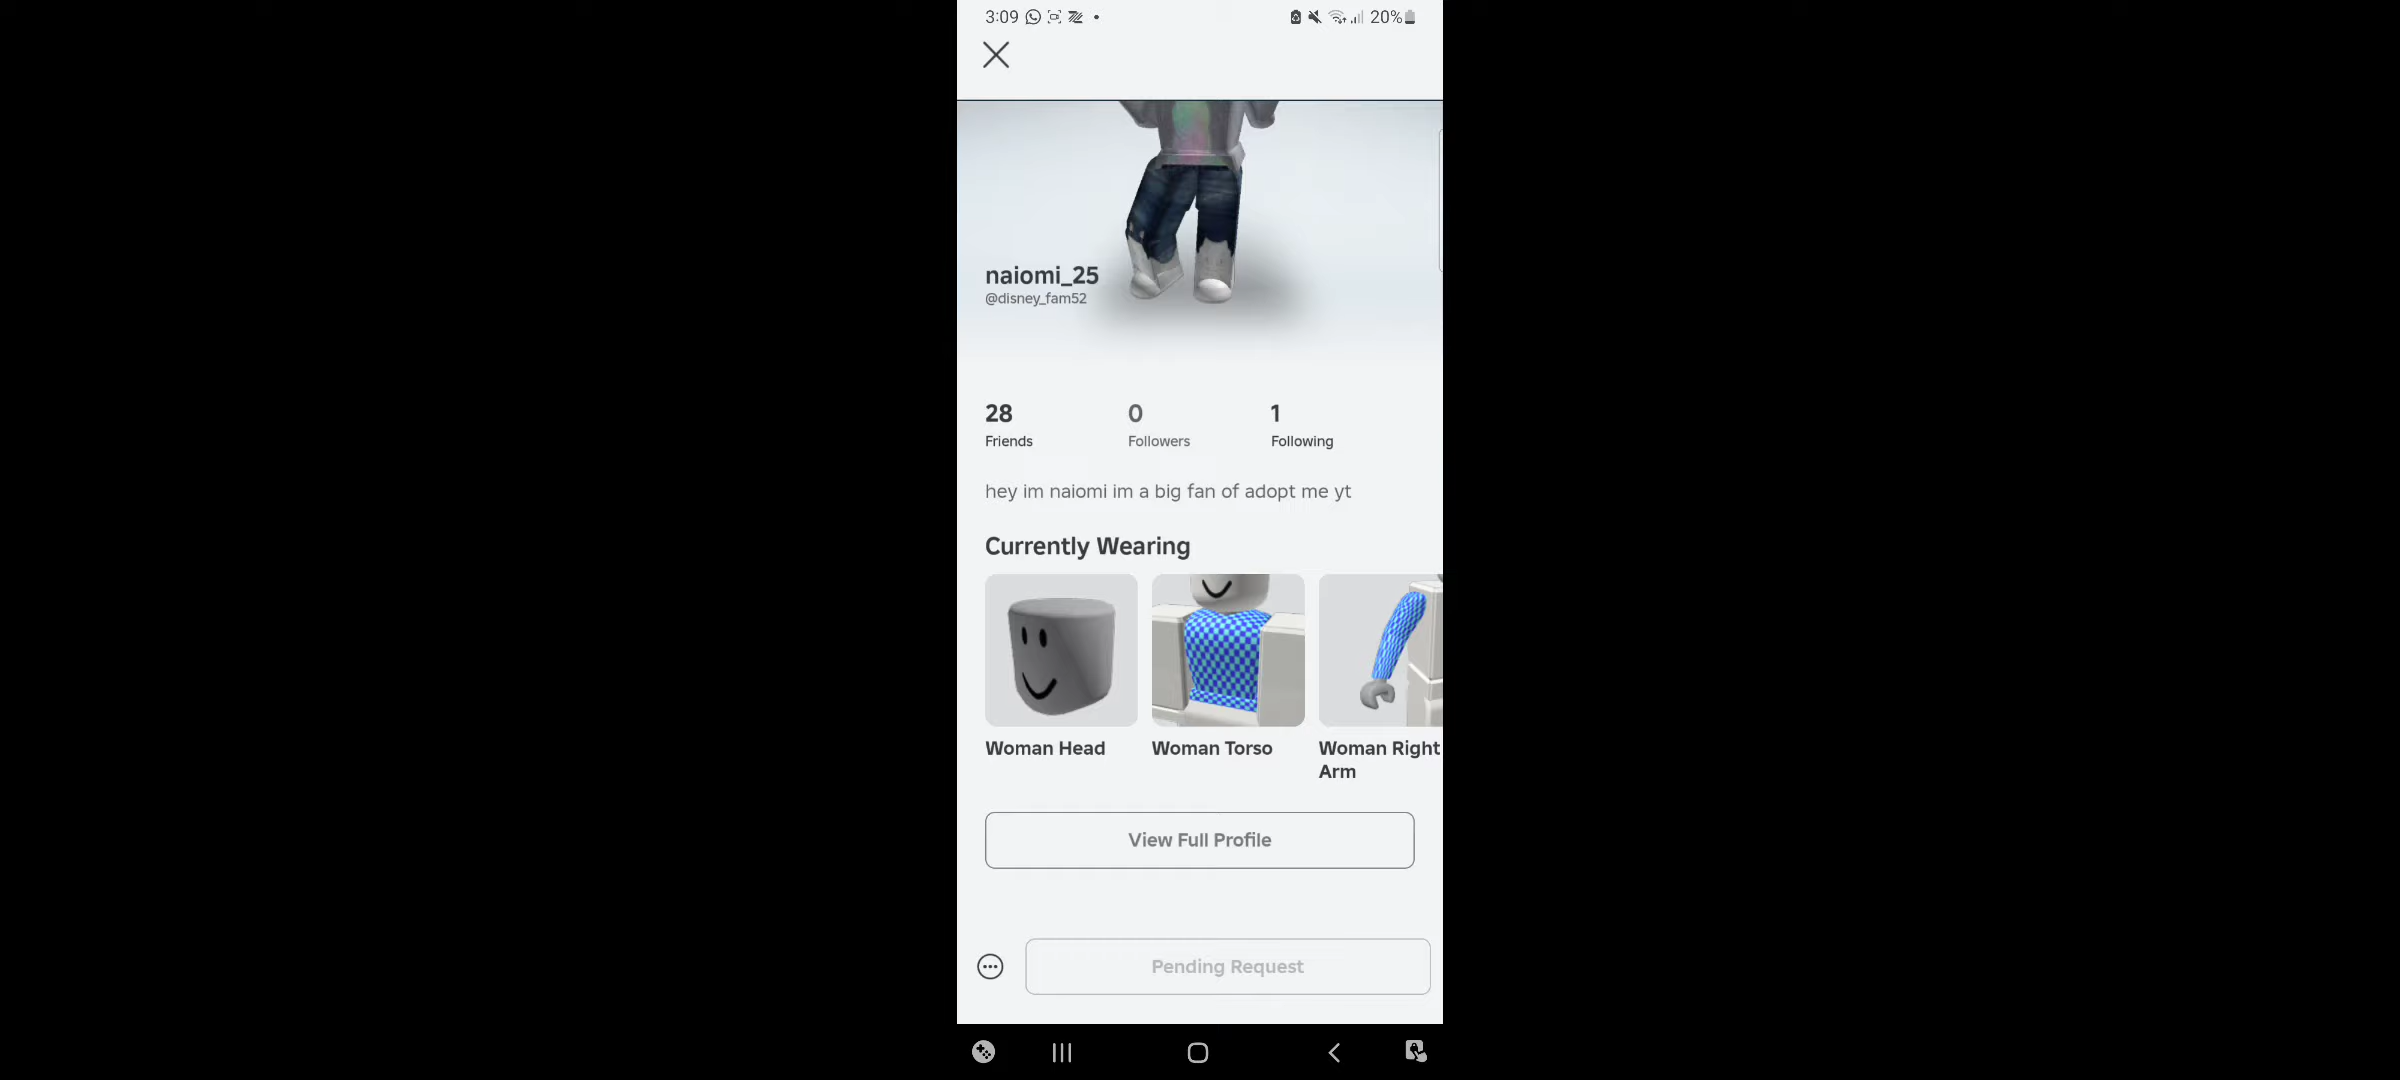 3:09
20%
naiomi_25
@disney_fam52
28
0
1
Friends
Followers
Following
hey im naiomi im a big fan of adopt me yt
Currently Wearing
Woman Head
Woman Torso
Woman Right
Arm
View Full Profile
Pending Request